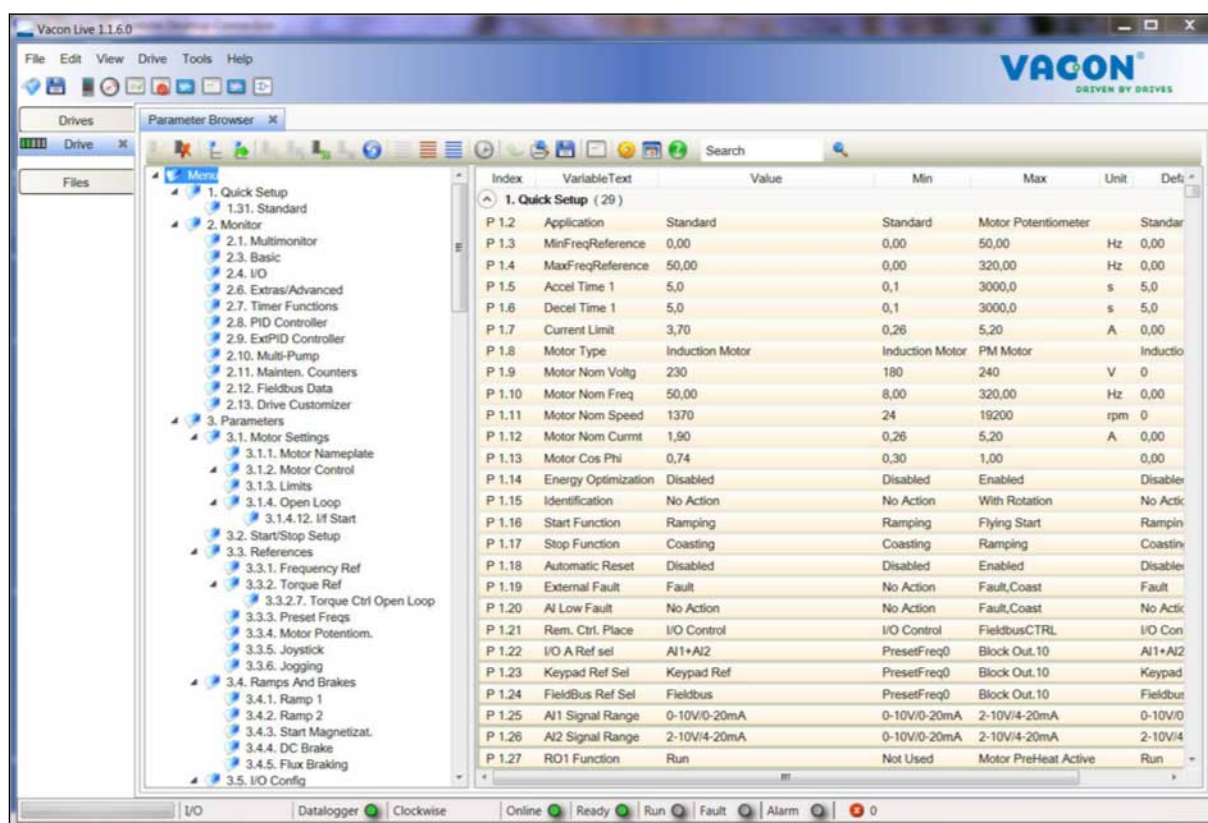 Vacon Live 1.1.6.0
File Edit View Drive Tools Help
VACON®
DRIVEN BY DRIVES
Drives
Drive
Files
Parameter Browser
Search
Menu
1. Quick Setup
1.31. Standard
2. Monitor
2.1. Multimonitor
2.3. Basic
2.4. I/O
2.6. Extras/Advanced
2.7. Timer Functions
2.8. PID Controller
2.9. ExtPID Controller
2.10. Multi-Pump
2.11. Mainten. Counters
2.12. Fieldbus Data
2.13. Drive Customizer
3. Parameters
3.1. Motor Settings
3.1.1. Motor Nameplate
3.1.2. Motor Control
3.1.3. Limits
3.1.4. Open Loop
3.1.4.12. I/f Start
3.2. Start/Stop Setup
3.3. References
3.3.1. Frequency Ref
3.3.2. Torque Ref
3.3.2.7. Torque Ctrl Open Loop
3.3.3. Preset Freqs
3.3.4. Motor Potentiom.
3.3.5. Joystick
3.3.6. Jogging
3.4. Ramps And Brakes
3.4.1. Ramp 1
3.4.2. Ramp 2
3.4.3. Start Magnetizat.
3.4.4. DC Brake
3.4.5. Flux Braking
3.5. I/O Config
Index VariableText Value Min Max Unit Defa
1. Quick Setup (29)
P 1.2 Application Standard Standard Motor Potentiometer Standar
P 1.3 MinFreqReference 0,00 0,00 50,00 Hz 0,00
P 1.4 MaxFreqReference 50,00 0,00 320,00 Hz 0,00
P 1.5 Accel Time 1 5,0 0,1 3000,0 s 5,0
P 1.6 Decel Time 1 5,0 0,1 3000,0 s 5,0
P 1.7 Current Limit 3,70 0,26 5,20 A 0,00
P 1.8 Motor Type Induction Motor Induction Motor PM Motor Inductio
P 1.9 Motor Nom Voltg 230 180 240 V 0
P 1.10 Motor Nom Freq 50,00 8,00 320,00 Hz 0,00
P 1.11 Motor Nom Speed 1370 24 19200 rpm 0
P 1.12 Motor Nom Currnt 1,90 0,26 5,20 A 0,00
P 1.13 Motor Cos Phi 0,74 0,30 1,00 0,00
P 1.14 Energy Optimization Disabled Disabled Enabled Disable
P 1.15 Identification No Action No Action With Rotation No Actic
P 1.16 Start Function Ramping Ramping Flying Start Rampin
P 1.17 Stop Function Coasting Coasting Ramping Coastin
P 1.18 Automatic Reset Disabled Disabled Enabled Disable
P 1.19 External Fault Fault No Action Fault,Coast Fault
P 1.20 AI Low Fault No Action No Action Fault,Coast No Actic
P 1.21 Rem. Ctrl. Place I/O Control I/O Control FieldbusCTRL I/O Con
P 1.22 I/O A Ref sel AI1+AI2 PresetFreq0 Block Out.10 AI1+AI2
P 1.23 Keypad Ref Sel Keypad Ref PresetFreq0 Block Out.10 Keypad
P 1.24 FieldBus Ref Sel Fieldbus PresetFreq0 Block Out.10 Fieldbus
P 1.25 AI1 Signal Range 0-10V/0-20mA 0-10V/0-20mA 2-10V/4-20mA 0-10V/0
P 1.26 AI2 Signal Range 2-10V/4-20mA 0-10V/0-20mA 2-10V/4-20mA 2-10V/4
P 1.27 RO1 Function Run Not Used Motor PreHeat Active Run
I/O Datalogger Clockwise Online Ready Run Fault Alarm 0